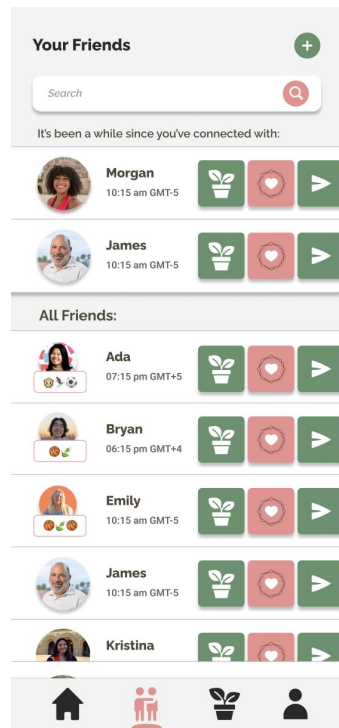 Your Friends
Search
It's been a while since you've connected with:
Morgan
10:15 am GMT-5
James
10:15 am GMT-5
All Friends:
Ada
07:15 pm GMT+5
Bryan
06:15 pm GMT+4
Emily
10:15 am GMT-5
James
10:15 am GMT-5
Kristina